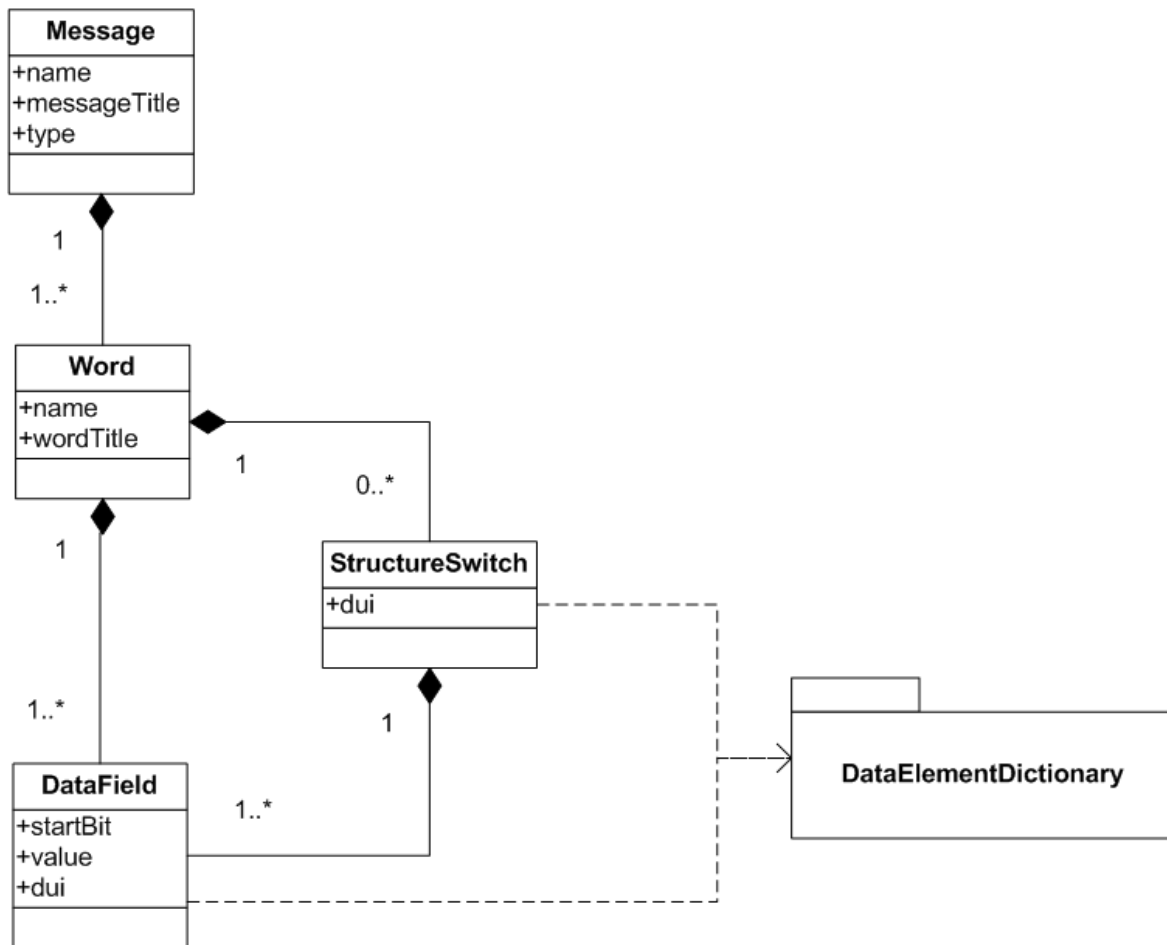 Message
+name
+messageTitle
+type
1
1..*
Word
+name
+wordTitle
1
0..*
1
StructureSwitch
+dui
1..*
1
DataElementDictionary
DataField
+startBit
+value
+dui
1..*